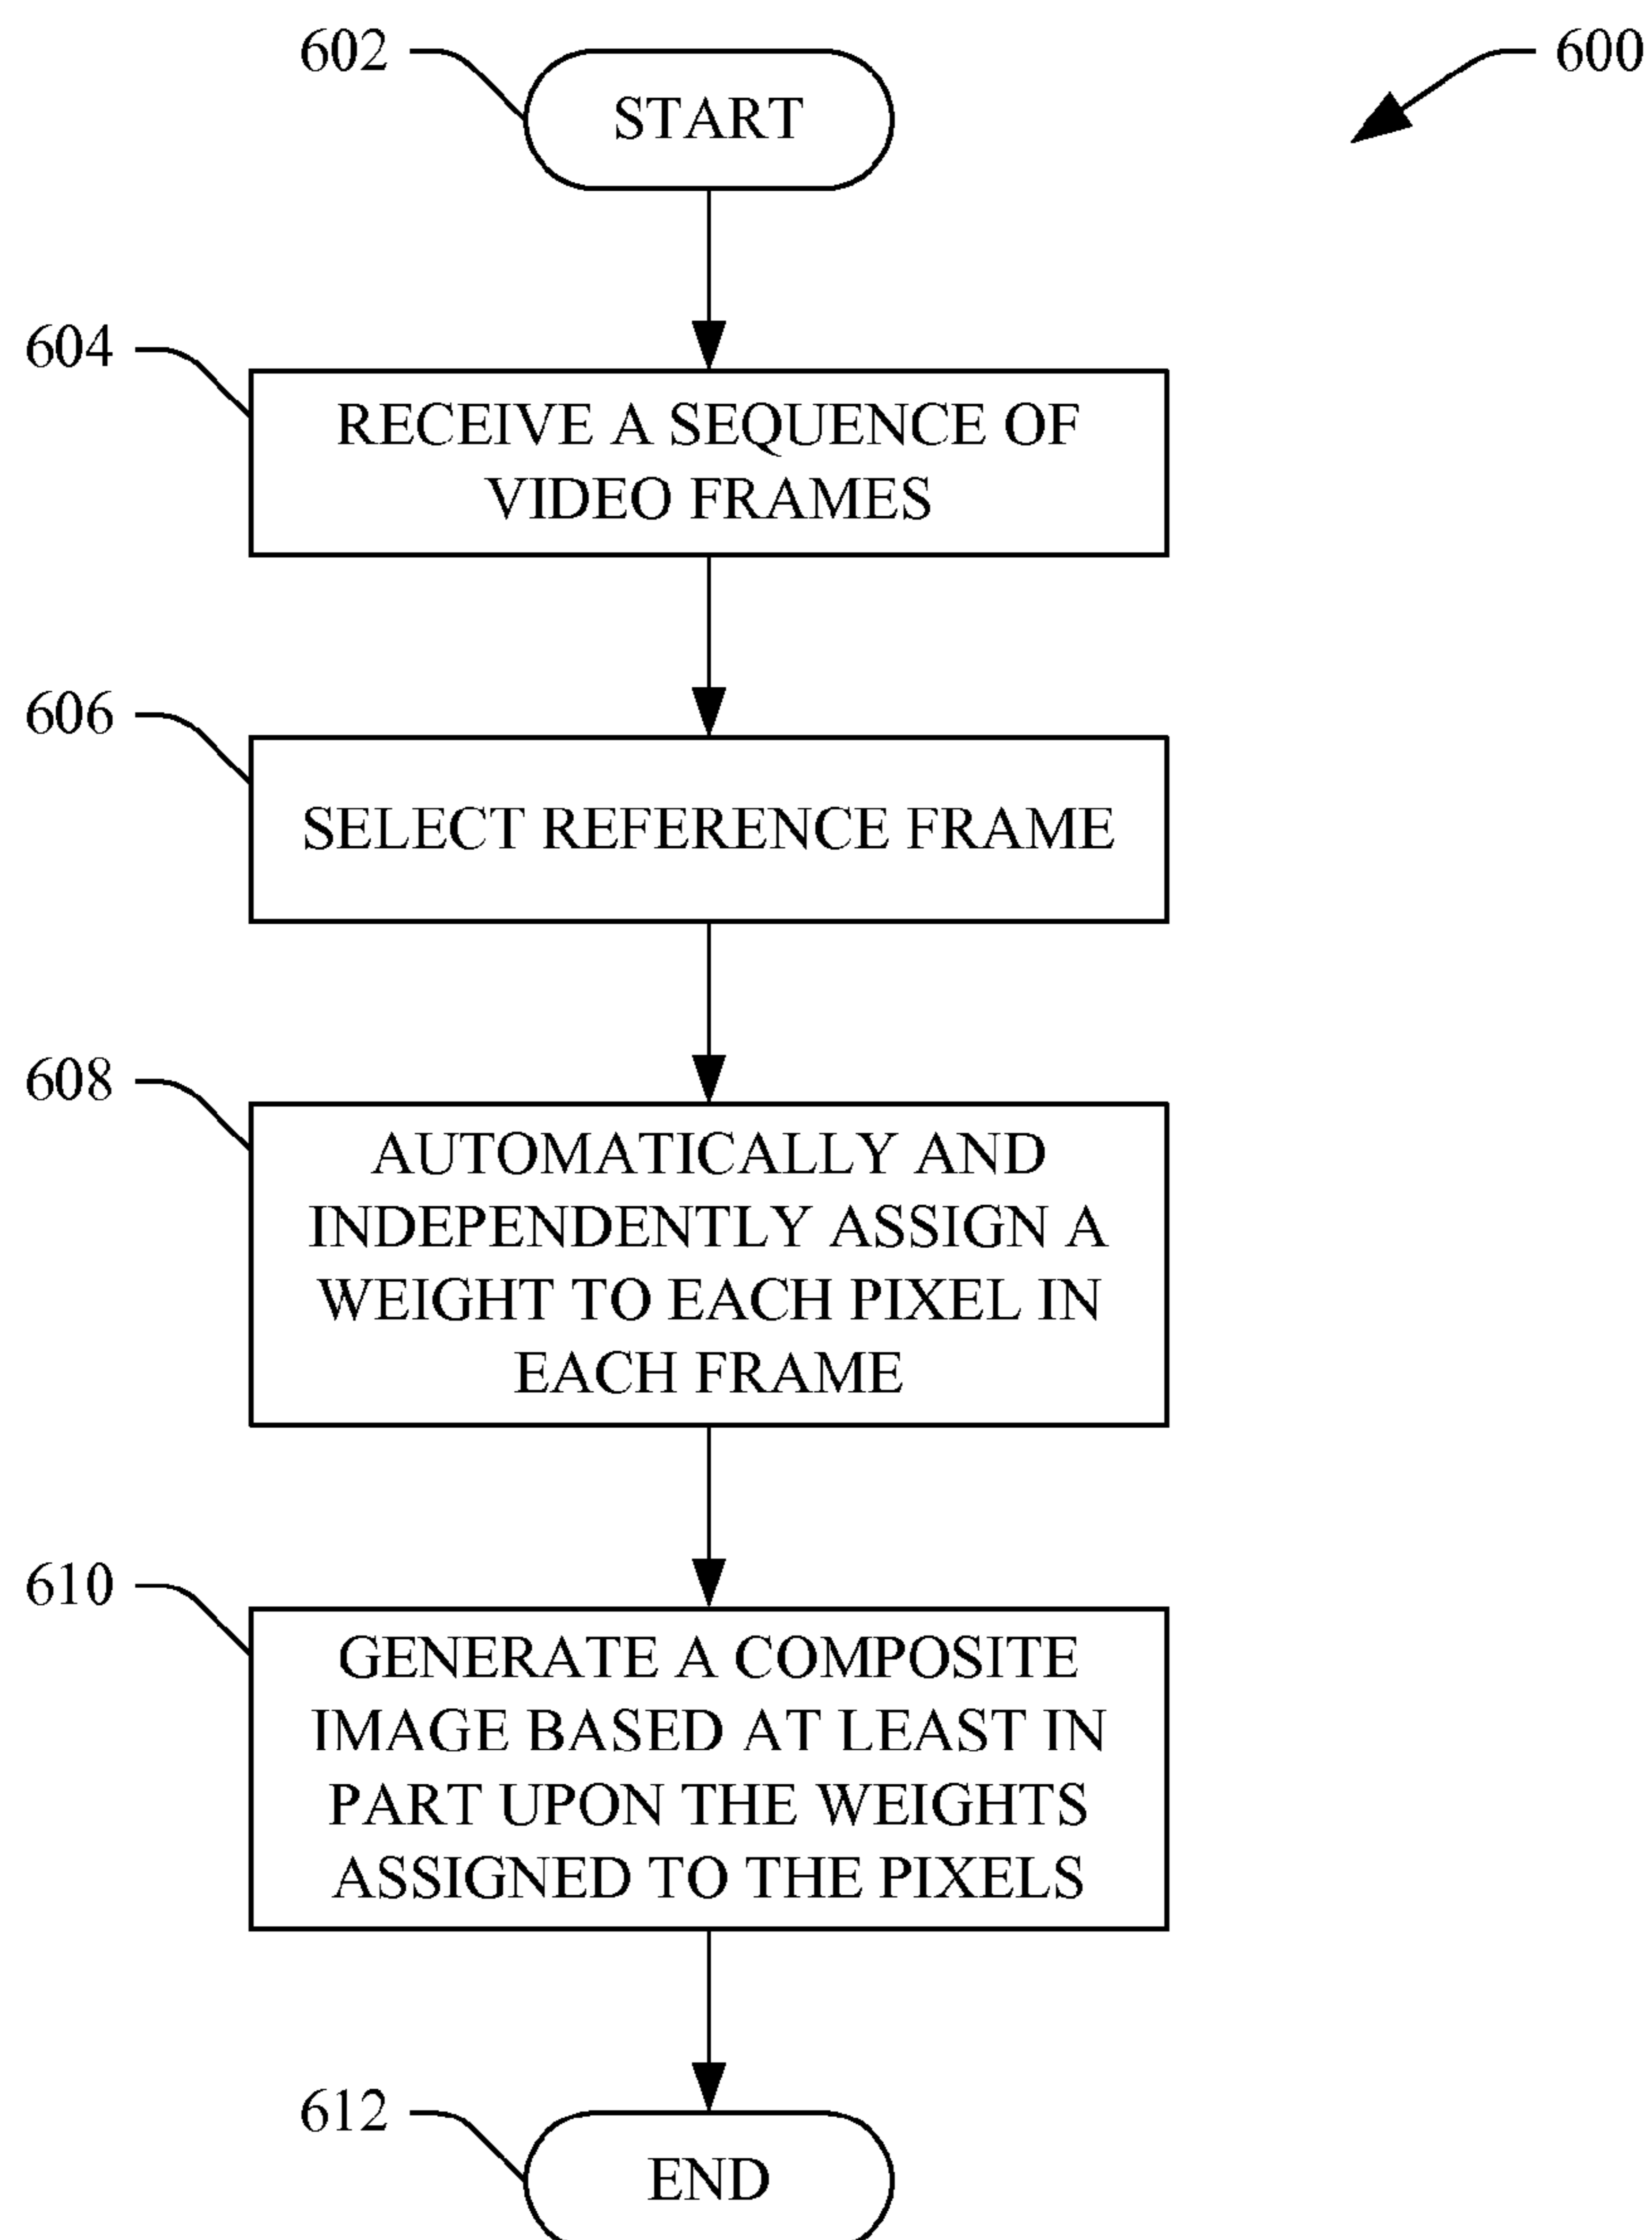 602
START
600
604
RECEIVE A SEQUENCE OF
VIDEO FRAMES
606
SELECT REFERENCE FRAME
608
AUTOMATICALLY AND
INDEPENDENTLY ASSIGN A
WEIGHT TO EACH PIXEL IN
EACH FRAME
610
GENERATE A COMPOSITE
IMAGE BASED AT LEAST IN
PART UPON THE WEIGHTS
ASSIGNED TO THE PIXELS
612
END